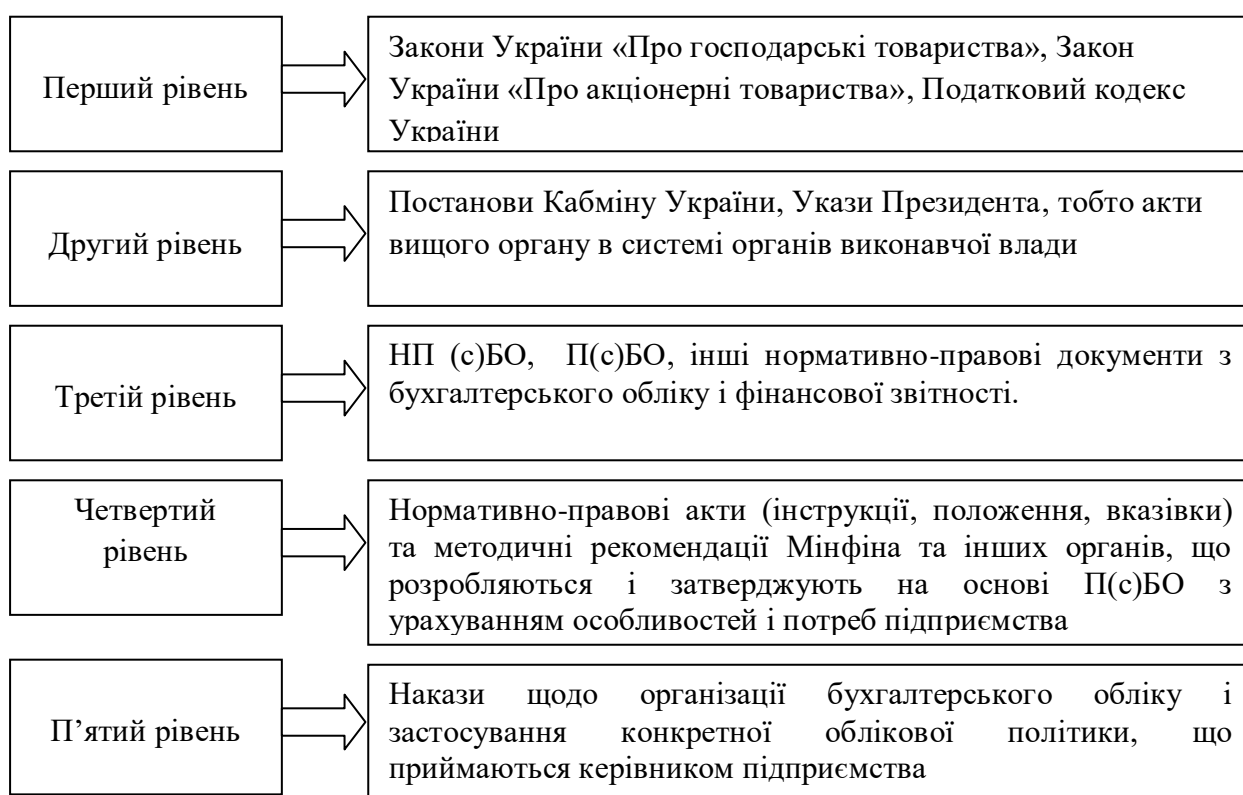 Перший рівень
Закони України «Про господарські товариства», Закон
України «Про акціонерні товариства», Податковий кодекс
України
Другий рівень
Постанови Кабміну України, Укази Президента, тобто акти
вищого органу в системі органів виконавчої влади
Третій рівень
НП (с)БО, П(с)БО, інші нормативно-правові документи з
бухгалтерського обліку і фінансової звітності.
Четвертий
рівень
Нормативно-правові акти (інструкції, положення, вказівки)
та методичні рекомендації Мінфіна та інших органів, що
розробляються і затверджують на основі П(с)БО з
урахуванням особливостей і потреб підприємства
П’ятий рівень
Накази щодо організації бухгалтерського обліку і
застосування конкретної облікової політики, що
приймаються керівником підприємства